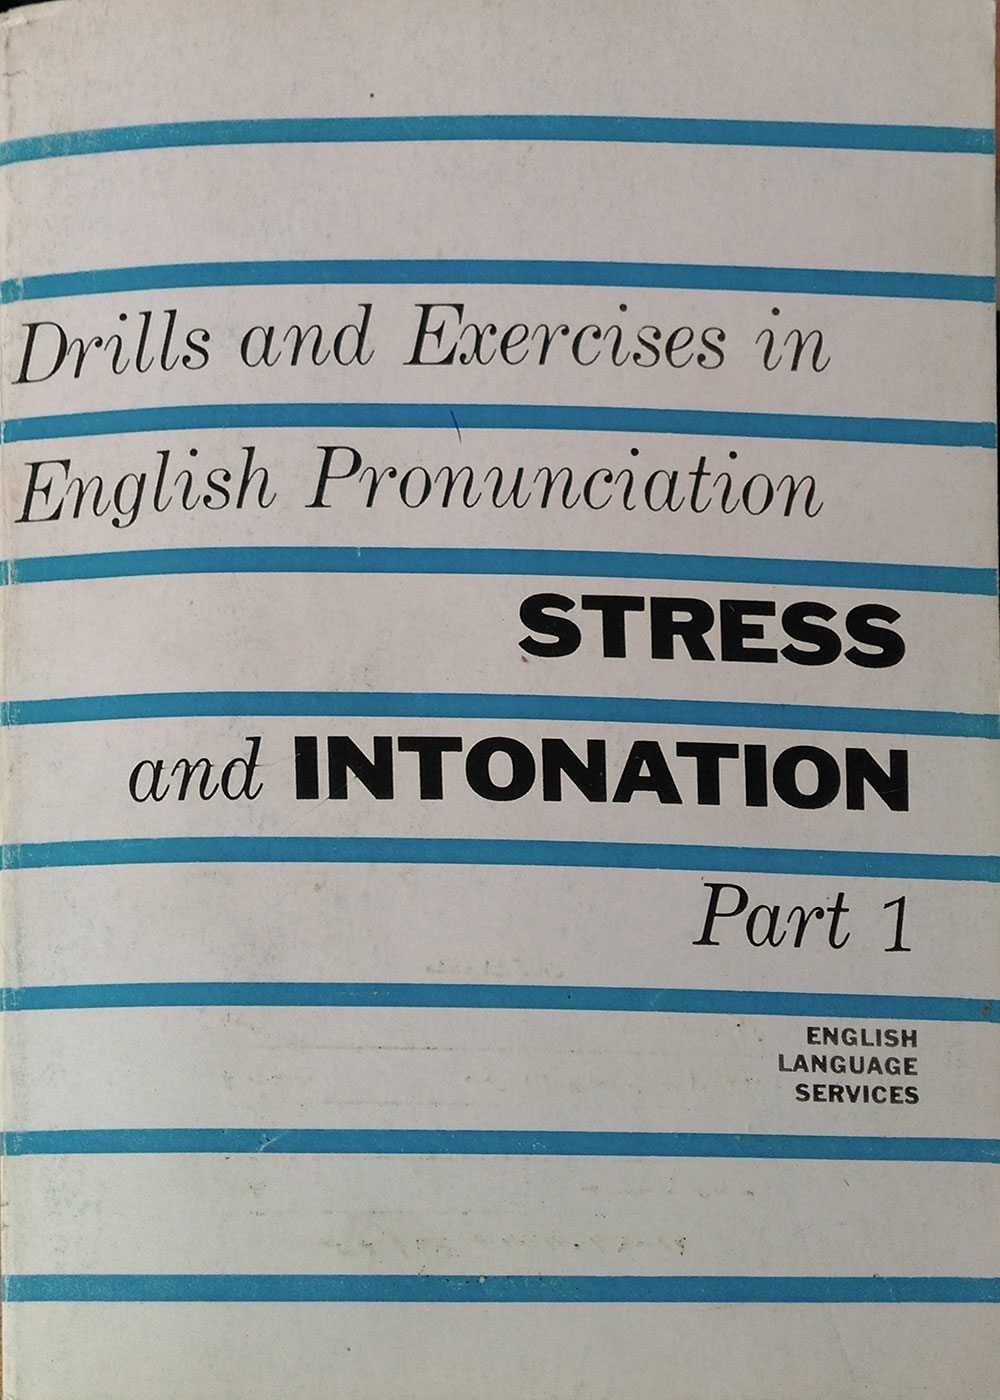 Drills and Exercises in
English Pronunciation
STRESS
and INTONATION
Part 1
ENGLISH
LANGUAGE
SERVICES